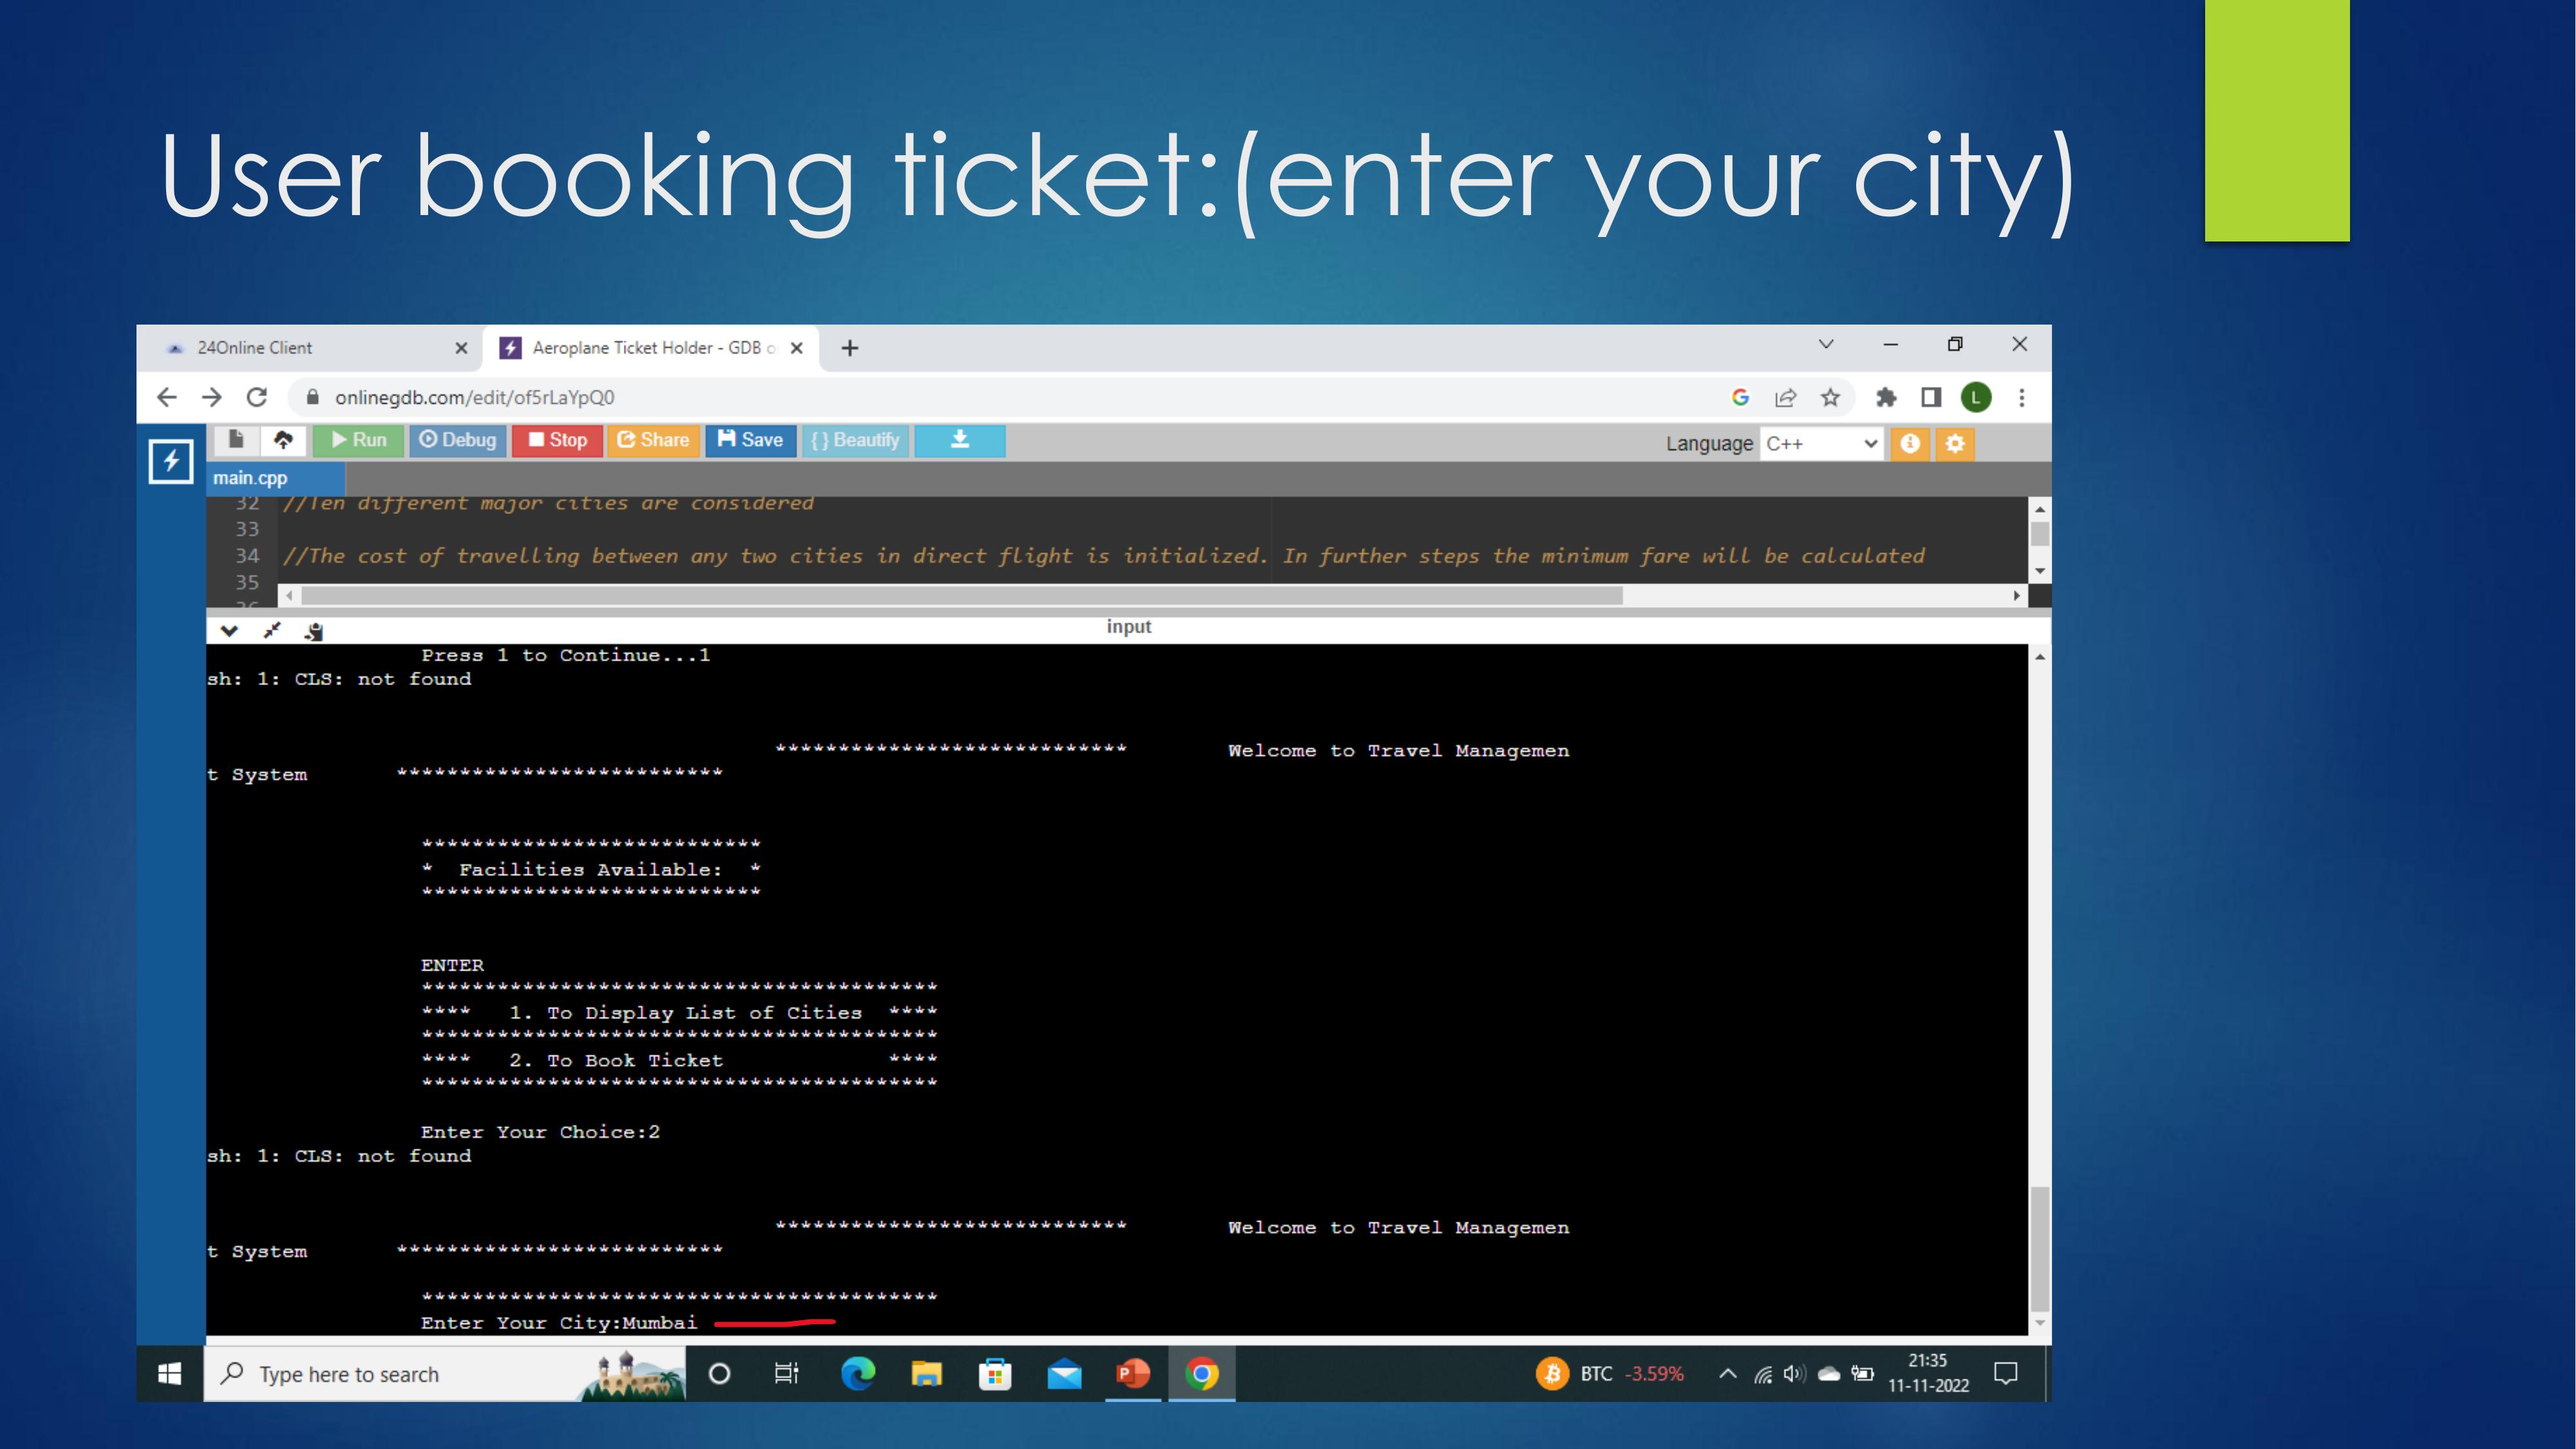 User booking ticket:(enter your city)
24Online Client
Aeroplane Ticket Holder - GDB o
onlinegdb.com/edit/of5rLaYpQ0
G L
Run Debug Stop Share Save { } Beautify Language C++
main.cpp
32 //Ten different major cities are considered
33
34 //The cost of travelling between any two cities in direct flight is initialized. In further steps the minimum fare will be calculated
35
36
input
Press 1 to Continue...1
sh: 1: CLS: not found
**************************** Welcome to Travel Managemen
t System **************************
***************************
* Facilities Available: *
***************************
ENTER
*****************************************
**** 1. To Display List of Cities ****
*****************************************
**** 2. To Book Ticket ****
*****************************************
Enter Your Choice:2
sh: 1: CLS: not found
**************************** Welcome to Travel Managemen
t System **************************
*****************************************
Enter Your City:Mumbai
Type here to search
P
BTC -3.59%
21:35
11-11-2022